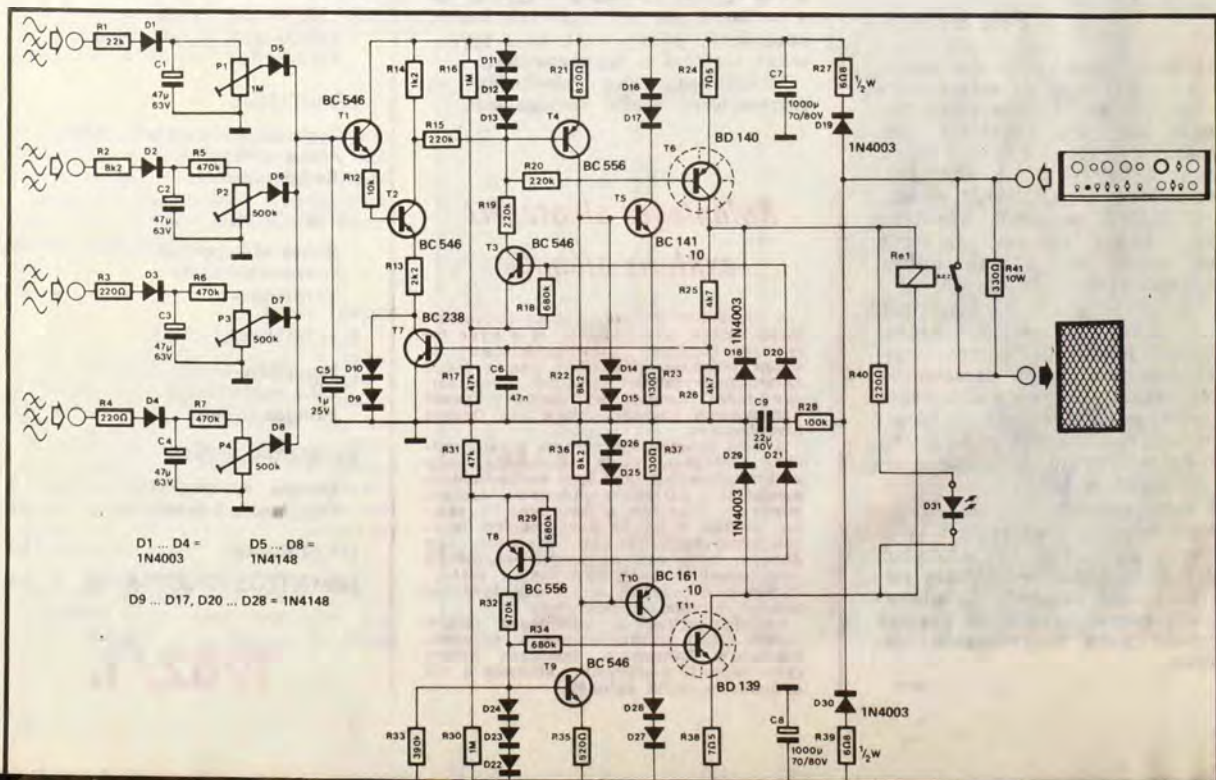 R1
22k
D1
C1
47µ
63V
P1
1M
D5
R2
8k2
D2
R5
470k
C2
47µ
63V
P2
500k
D6
R3
220Ω
D3
R6
470k
C3
47µ
63V
P3
500k
D7
R4
220Ω
D4
R7
470k
C4
47µ
63V
P4
500k
D8
C5
1µ
25V
D1 ... D4 =
1N4003
D5 ... D8 =
1N4148
D9 ... D17, D20 ... D28 = 1N4148
BC 546
T1
R12
10k
R14
1k2
R15
220k
T2
BC 546
R13
2k2
BC 238
T7
D10
D9
R16
1M
D11
D12
D13
R21
820Ω
T4
BC 556
R20
220k
R19
220k
T3
BC 546
R18
680k
R17
47k
C6
47n
R22
8k2
D14
D15
R23
130Ω
D16
D17
T5
BC 141
-10
R24
7Ω5
BD 140
T6
R25
4k7
R26
4k7
C7
1000µ
70/80V
R27
6Ω8
½W
D19
1N4003
1N4003
D18
D20
C9
22µ
40V
R28
100k
D29
D21
1N4003
Re1
R41
330Ω
10W
R40
220Ω
D31
R31
47k
R36
8k2
D26
D25
R37
130Ω
R29
680k
T8
BC 556
R32
470k
R34
680k
T10
BC 161
-10
T11
BD 139
T9
BC 546
D24
D23
D22
R33
390k
R30
1M
R35
520Ω
D28
D27
R38
7Ω5
C8
1000µ
70/80V
D30
1N4003
R39
6Ω8
½W